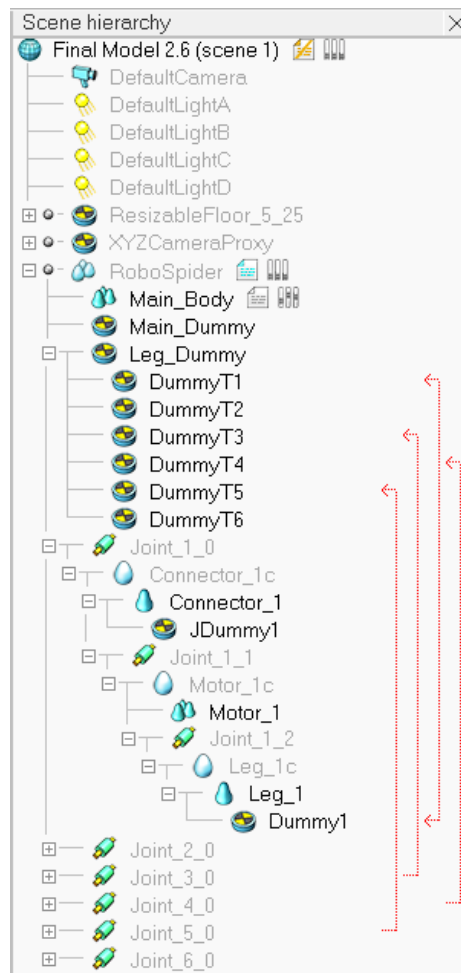 Scene hierarchy
Final Model 2.6 (scene 1)
DefaultCamera
DefaultLightA
DefaultLightB
DefaultLightC
DefaultLightD
ResizableFloor_5_25
XYZCameraProxy
RoboSpider
Main_Body
Main_Dummy
Leg_Dummy
DummyT1
DummyT2
DummyT3
DummyT4
DummyT5
DummyT6
Joint_1_0
Connector_1c
Connector_1
JDummy1
Joint_1_1
Motor_1c
Motor_1
Joint_1_2
Leg_1c
Leg_1
Dummy1
Joint_2_0
Joint_3_0
Joint_4_0
Joint_5_0
Joint_6_0